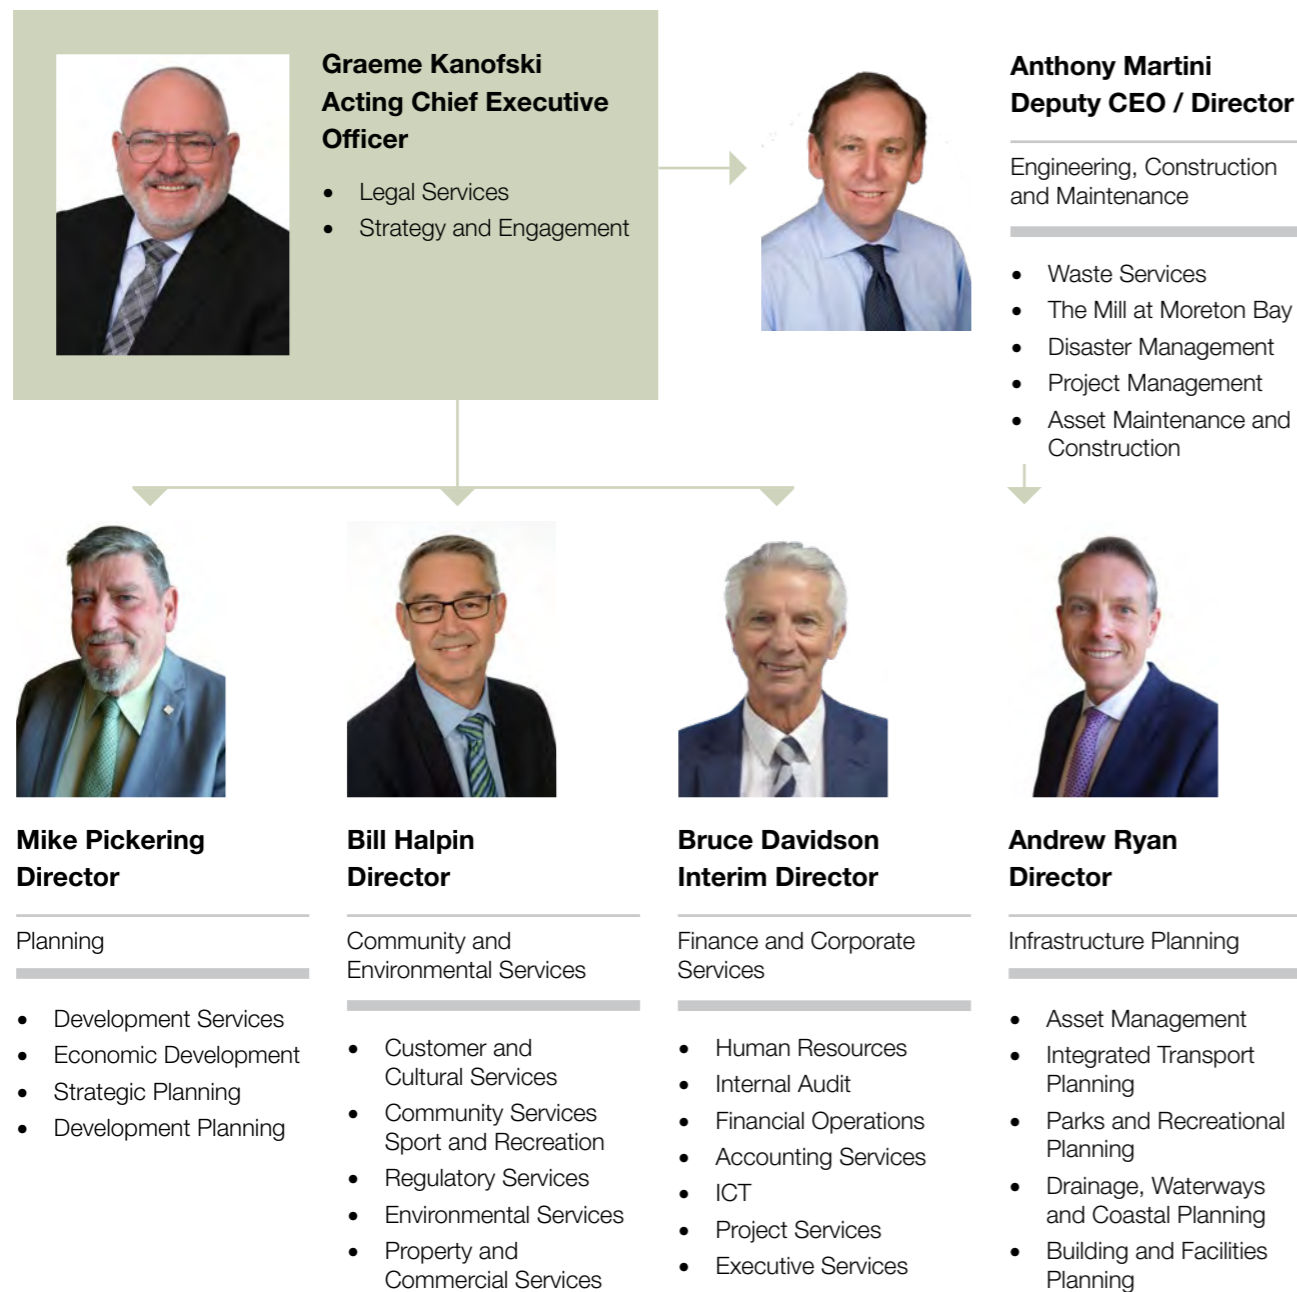 Graeme Kanofski
Acting Chief Executive
Officer
• Legal Services
• Strategy and Engagement
Anthony Martini
Deputy CEO / Director
Engineering, Construction
and Maintenance
• Waste Services
• The Mill at Moreton Bay
• Disaster Management
• Project Management
• Asset Maintenance and
Construction
Mike Pickering
Director
Planning
• Development Services
• Economic Development
• Strategic Planning
• Development Planning
Bill Halpin
Director
Community and
Environmental Services
• Customer and
Cultural Services
• Community Services
Sport and Recreation
• Regulatory Services
• Environmental Services
• Property and
Commercial Services
Bruce Davidson
Interim Director
Finance and Corporate
Services
• Human Resources
• Internal Audit
• Financial Operations
• Accounting Services
• ICT
• Project Services
• Executive Services
Andrew Ryan
Director
Infrastructure Planning
• Asset Management
• Integrated Transport
Planning
• Parks and Recreational
Planning
• Drainage, Waterways
and Coastal Planning
• Building and Facilities
Planning